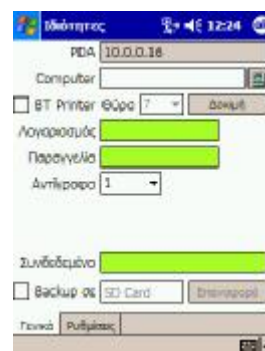 Ιδιότητες 12:24
PDA 10.0.0.16
Computer
BT Printer Θύρα 7 Δοκιμή
Λογαριασμός
Παραγγελία
Αντίγραφα 1
Συνδεδεμένο
Backup σε SD Card Επαναφορά
Γενικά Ρυθμίσεις